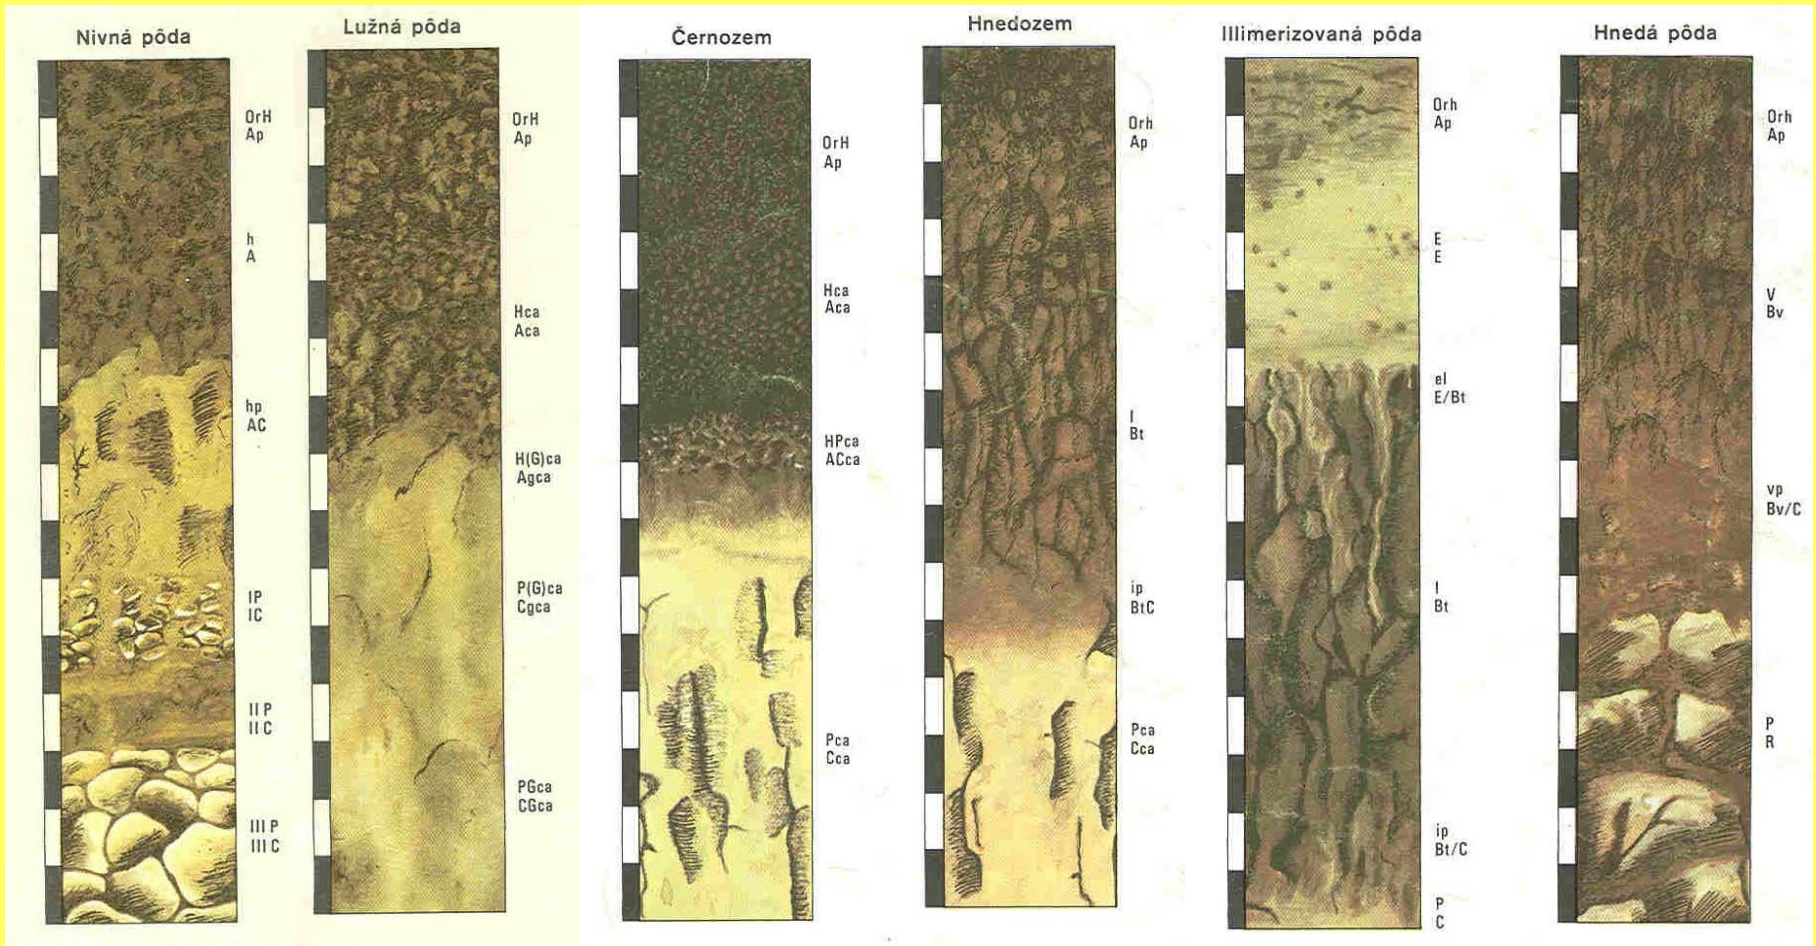 Nivná pôda
OrH
Ap
h
A
hp
AC
IP
IC
II P
II C
III P
III C
Lužná pôda
OrH
Ap
Hca
Aca
H(G)ca
Agca
P(G)ca
Cgca
PGca
CGca
Černozem
OrH
Ap
Hca
Aca
HPca
ACca
Pca
Cca
Hnedozem
Orh
Ap
I
Bt
ip
BtC
Pca
Cca
Illimerizovaná pôda
Orh
Ap
E
E
eI
E/Bt
I
Bt
ip
Bt/C
P
C
Hnedá pôda
Orh
Ap
V
Bv
vp
Bv/C
P
R